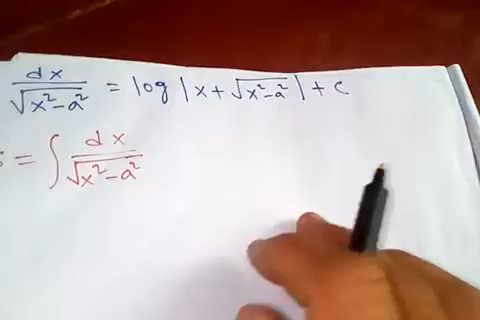 dx/√(x²-a²) = log |x+√(x²-a²)| + c
= ∫ dx/√(x²-a²)